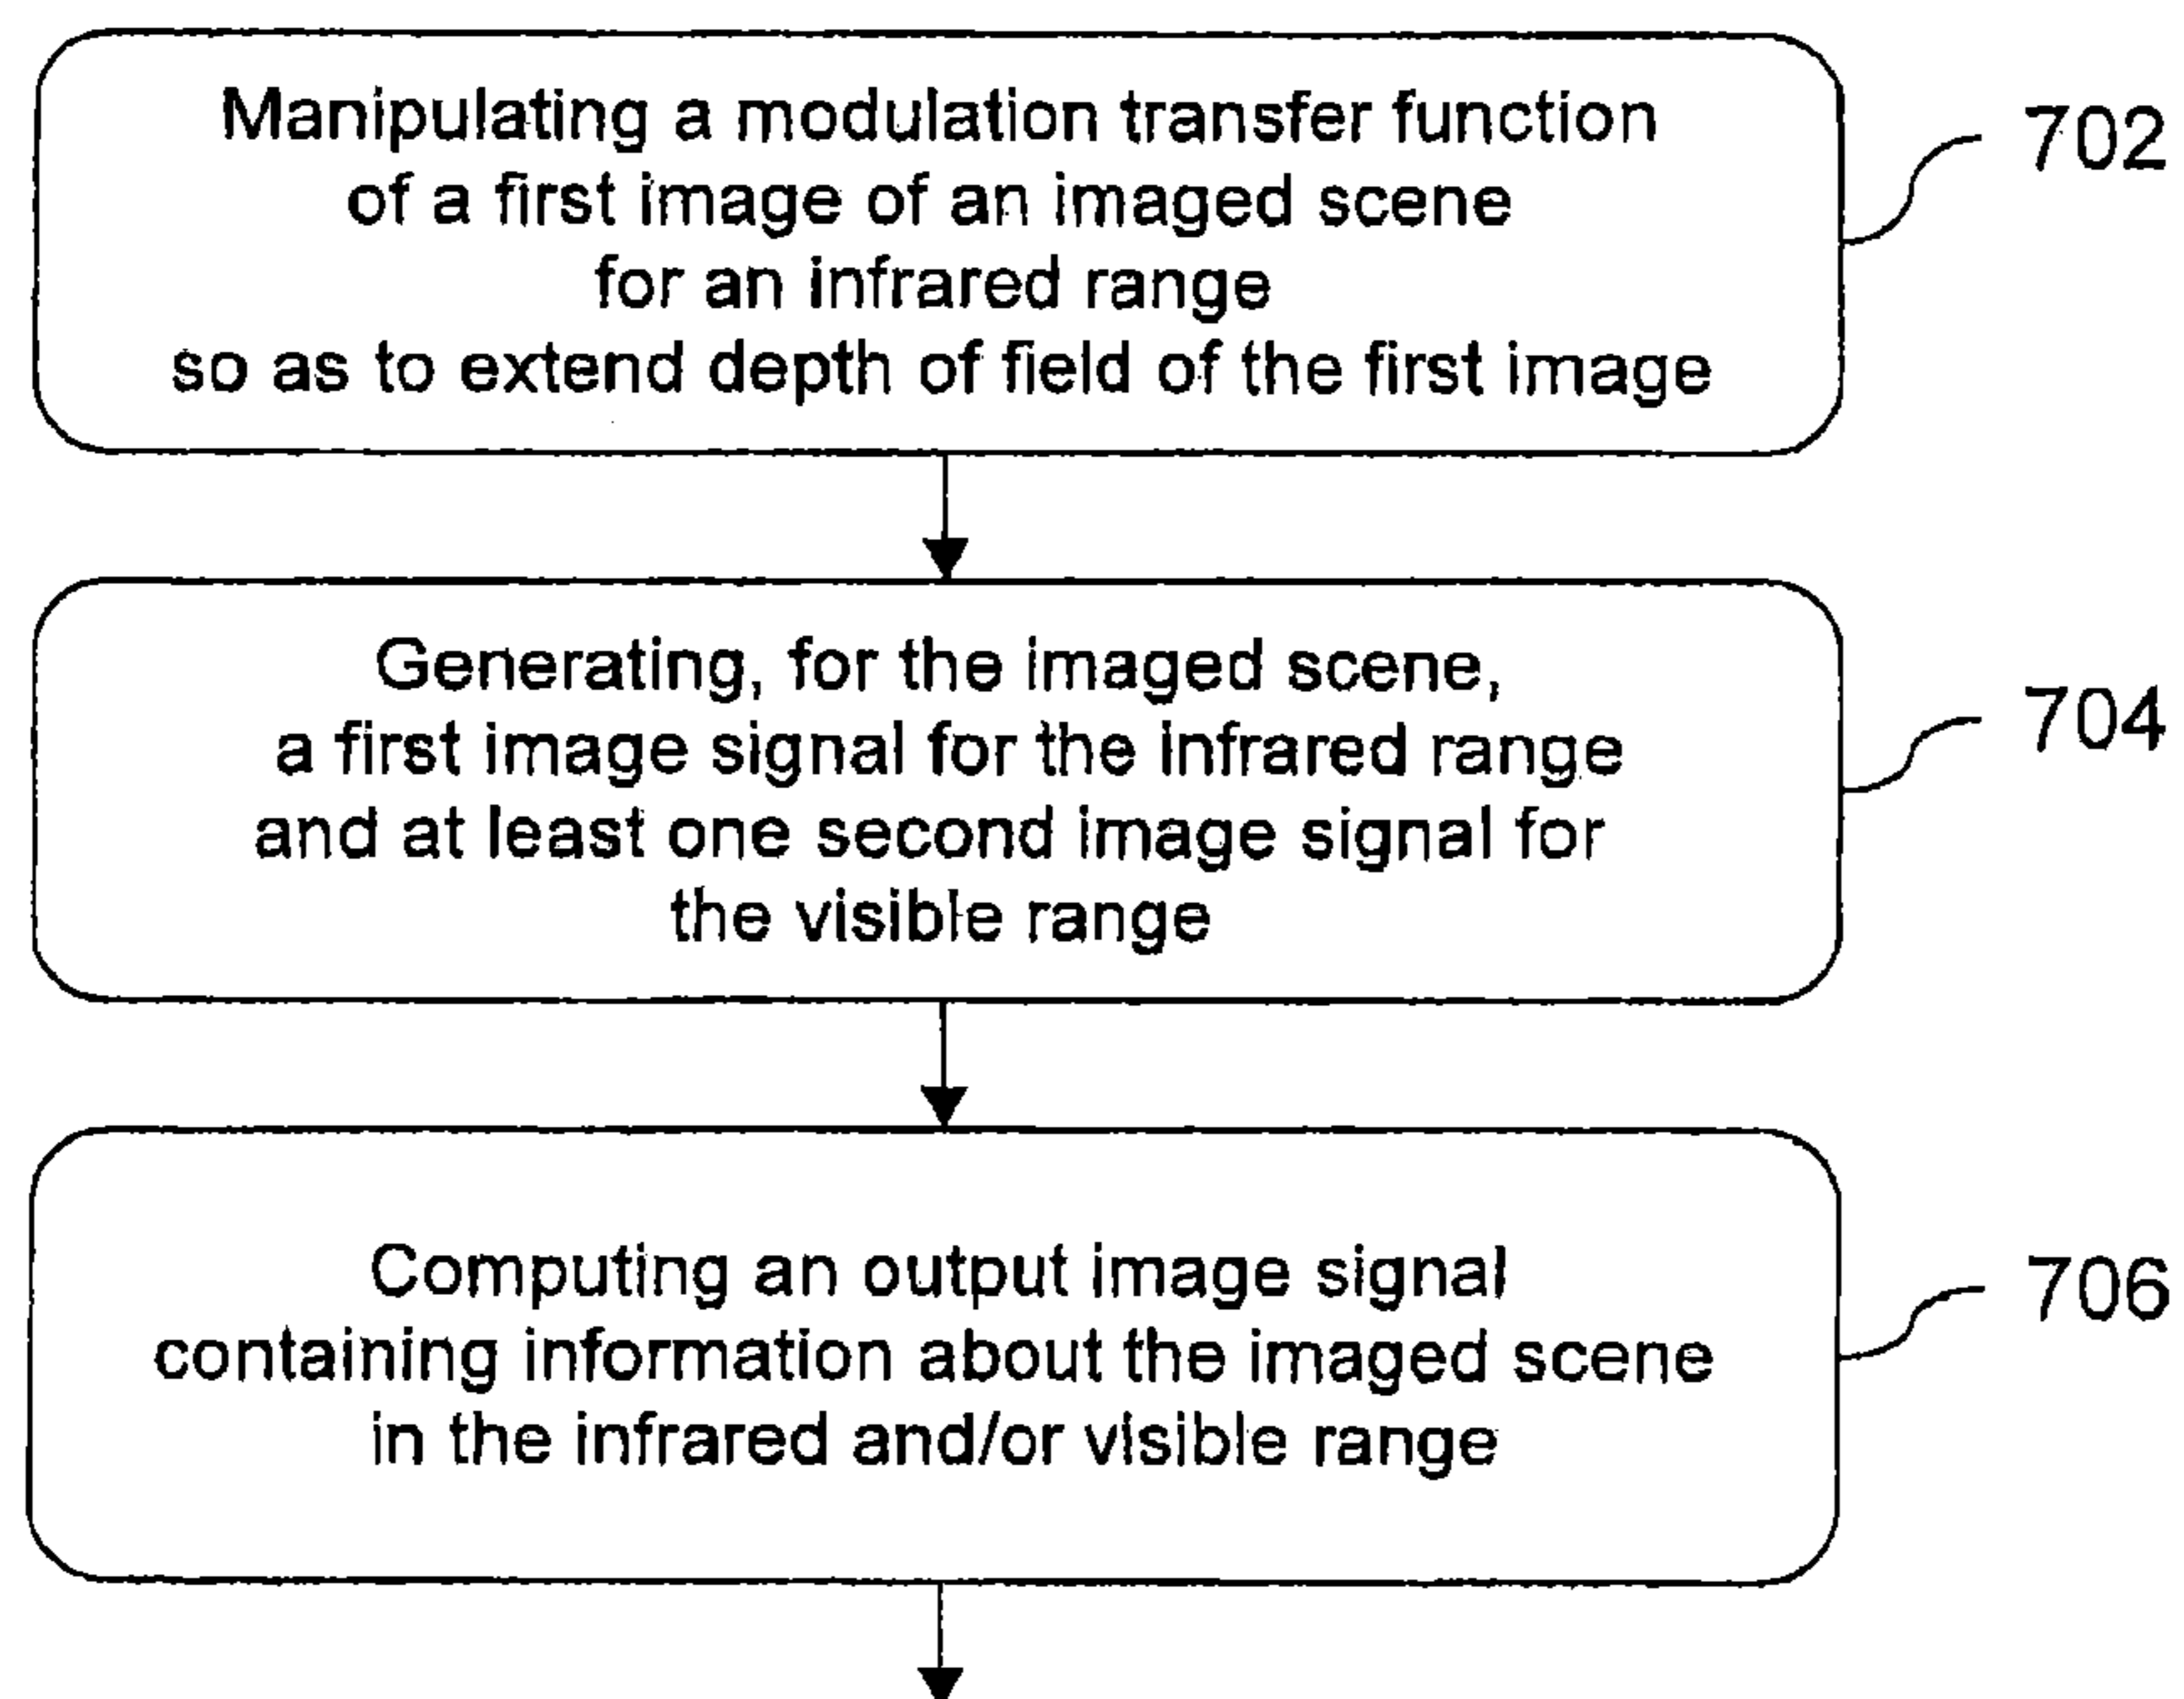 Manipulating a modulation transfer function
of a first image of an imaged scene
for an infrared range
so as to extend depth of field of the first image
702
Generating, for the imaged scene,
a first image signal for the infrared range
and at least one second image signal for
the visible range
704
Computing an output image signal
containing information about the imaged scene
in the infrared and/or visible range
706